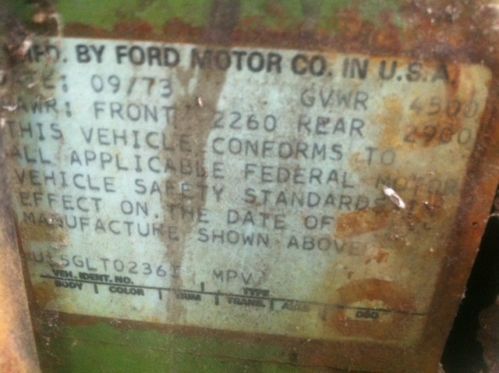 MFD. BY FORD MOTOR CO. IN U.S.A.
09/73 GVWR 4500
FRONT 2260 REAR 2900
THIS VEHICLE CONFORMS TO
ALL APPLICABLE FEDERAL MOTOR
VEHICLE SAFETY STANDARDS
EFFECT ON THE DATE OF
MANUFACTURE SHOWN ABOVE
MPV
VEH. IDENT. NO. TYPE
BODY COLOR TRIM TRANS. AXLE DSO